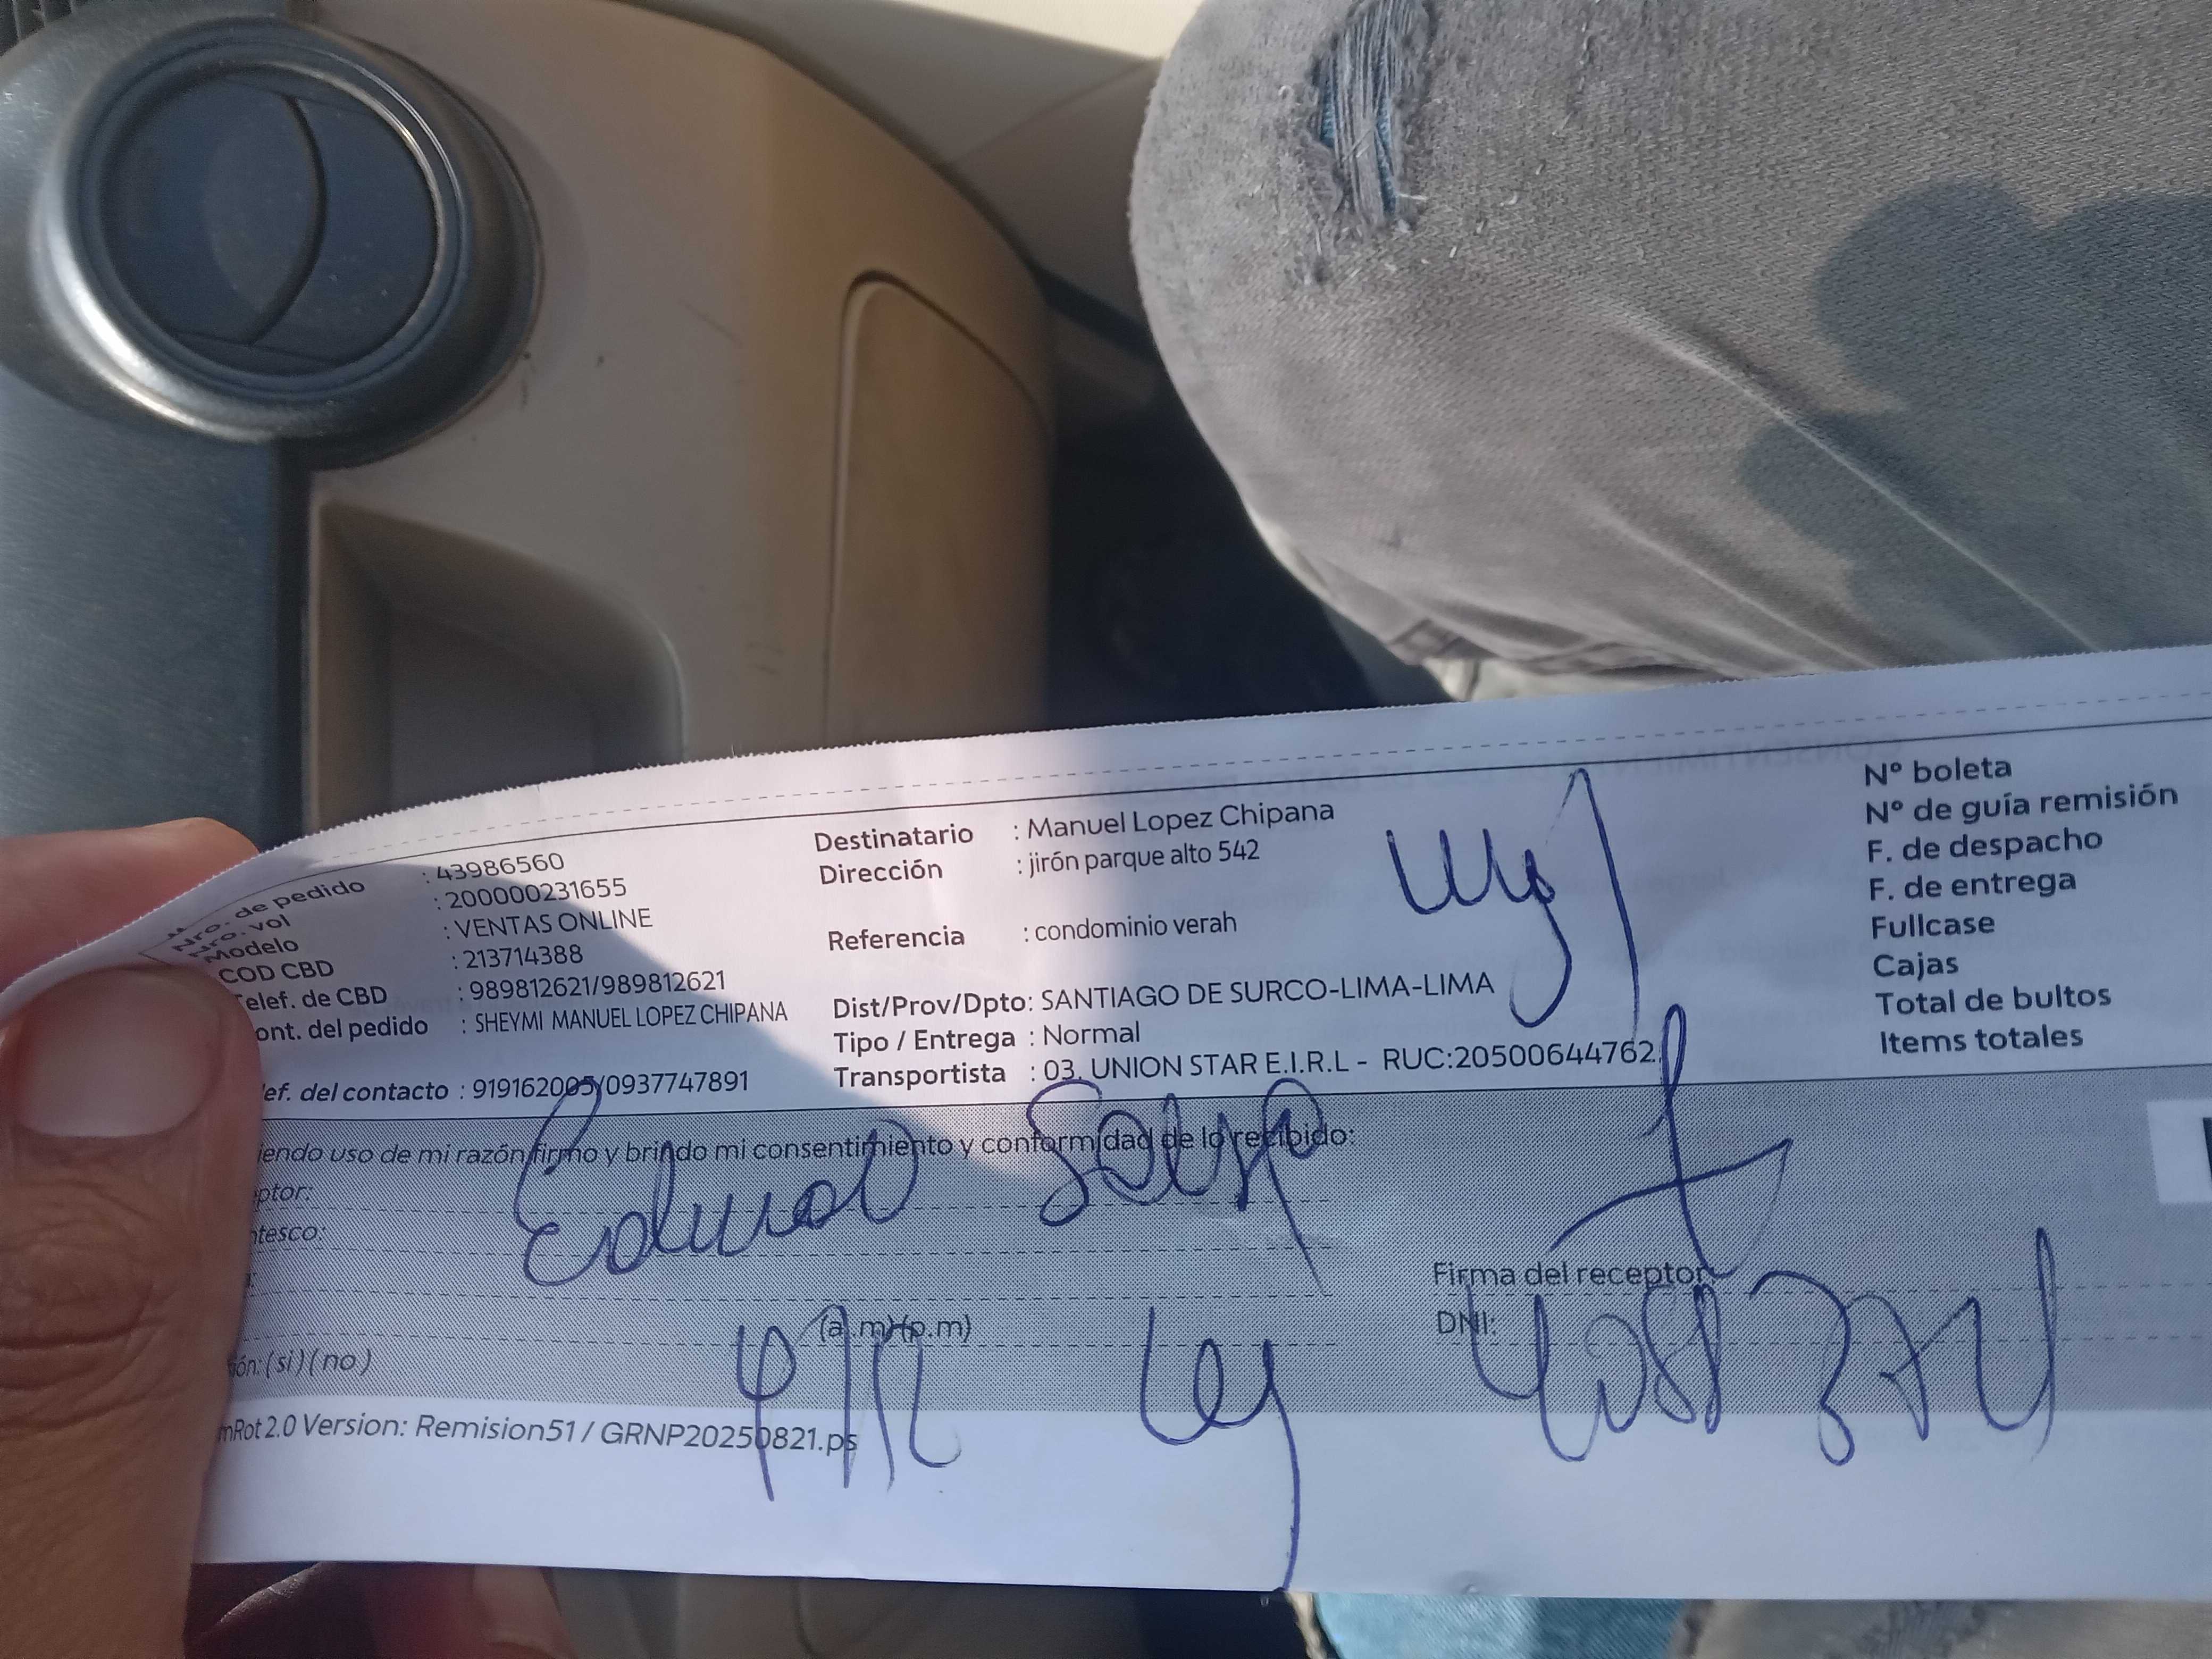 Nro. de pedido : 43986560
Nro. vol : 200000231655
Modelo : VENTAS ONLINE
COD CBD : 213714388
Telef. de CBD : 989812621/989812621
ont. del pedido : SHEYMI MANUEL LOPEZ CHIPANA
ef. del contacto : 919162005/0937747891
Destinatario : Manuel Lopez Chipana
Dirección : jirón parque alto 542
Referencia : condominio verah
Dist/Prov/Dpto: SANTIAGO DE SURCO-LIMA-LIMA
Tipo / Entrega : Normal
Transportista : 03. UNION STAR E.I.R.L - RUC:20500644762
Nº boleta
Nº de guía remisión
F. de despacho
F. de entrega
Fullcase
Cajas
Total de bultos
Items totales
iendo uso de mi razón firmo y brindo mi consentimiento y conformidad de lo recibido:
ptor:
ntesco:
Firma del receptor
(a.m)(p.m)
DNI:
ión: (si) (no)
mRot 2.0 Version: Remision51 / GRNP20250821.ps